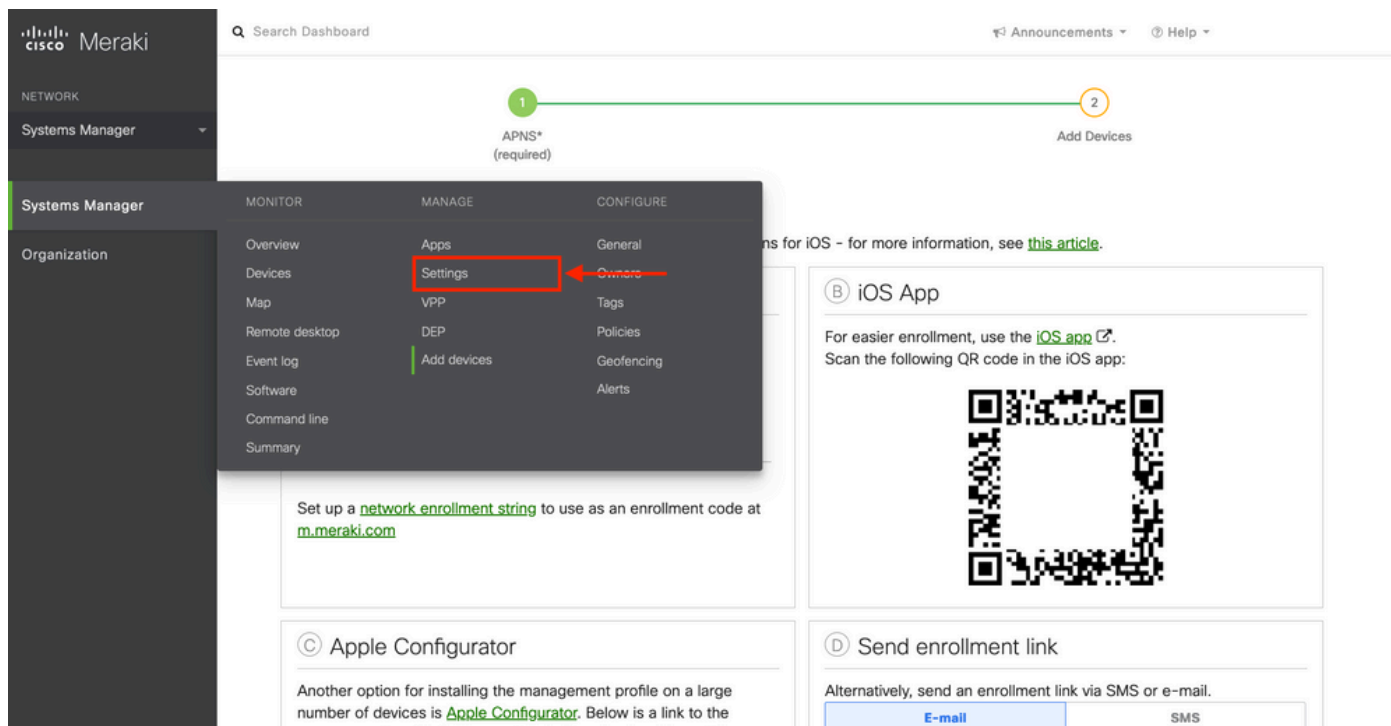 cisco Meraki
Search Dashboard
Announcements
Help
NETWORK
Systems Manager
1
2
APNS*
(required)
Add Devices
Systems Manager
Organization
MONITOR
Overview
Devices
Map
Remote desktop
Event log
Software
Command line
Summary
MANAGE
Apps
Settings
VPP
DEP
Add devices
CONFIGURE
General
Owners
Tags
Policies
Geofencing
Alerts
for iOS - for more information, see this article.
Set up a network enrollment string to use as an enrollment code at
m.meraki.com
B iOS App
For easier enrollment, use the iOS app.
Scan the following QR code in the iOS app:
C Apple Configurator
Another option for installing the management profile on a large
number of devices is Apple Configurator. Below is a link to the
D Send enrollment link
Alternatively, send an enrollment link via SMS or e-mail.
E-mail
SMS